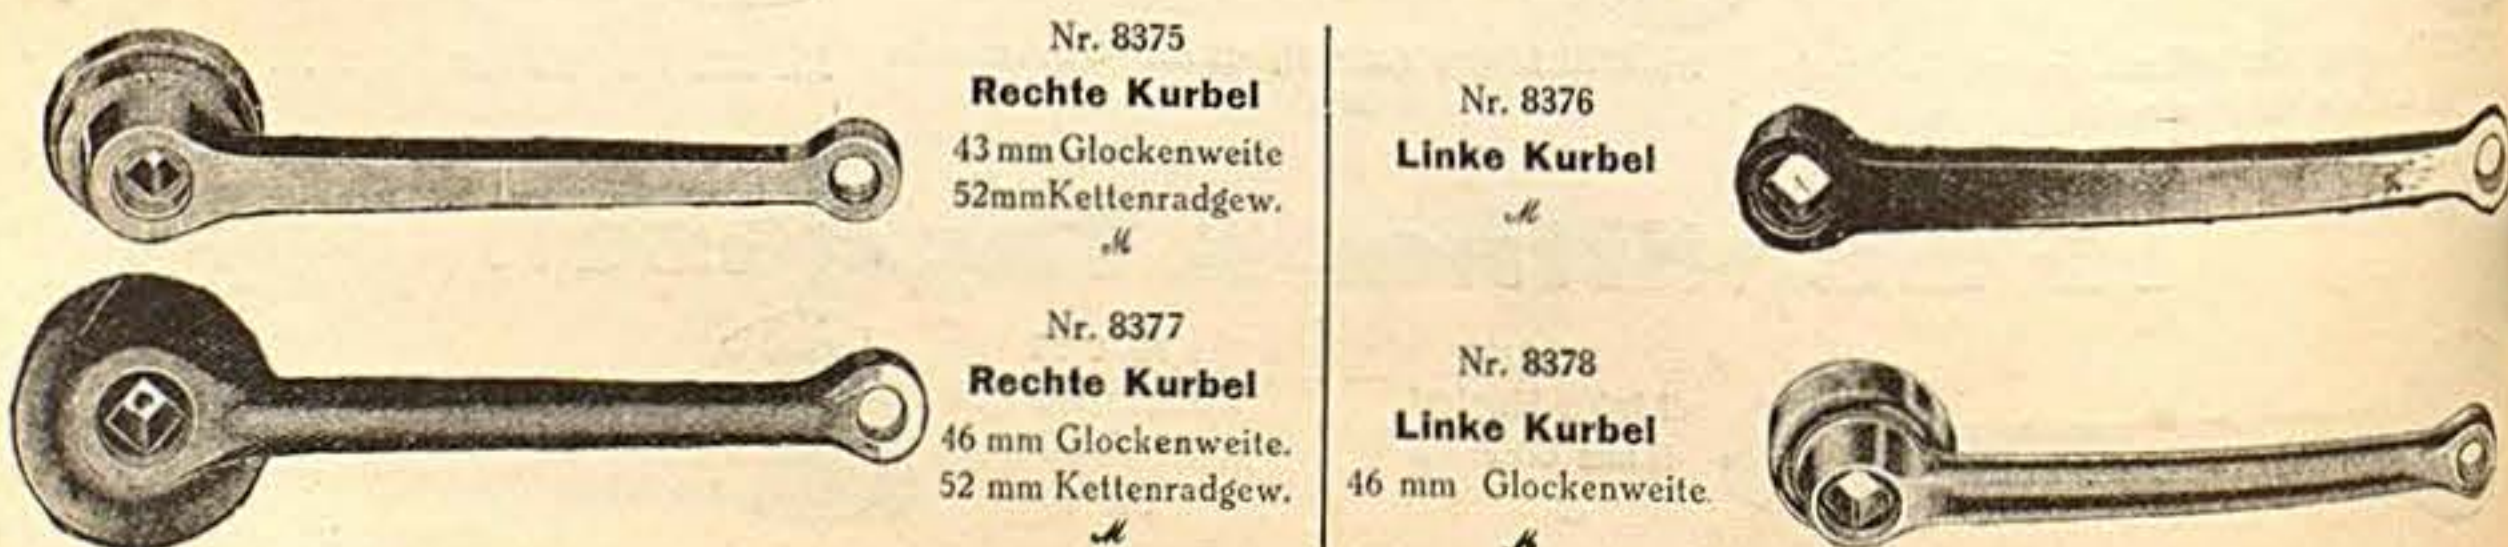 Nr. 8375
Rechte Kurbel
43 mm Glockenweite
52mmKettenradgew.
ℳ
Nr. 8376
Linke Kurbel
ℳ
Nr. 8377
Rechte Kurbel
46 mm Glockenweite.
52 mm Kettenradgew.
ℳ
Nr. 8378
Linke Kurbel
46 mm Glockenweite.
ℳ